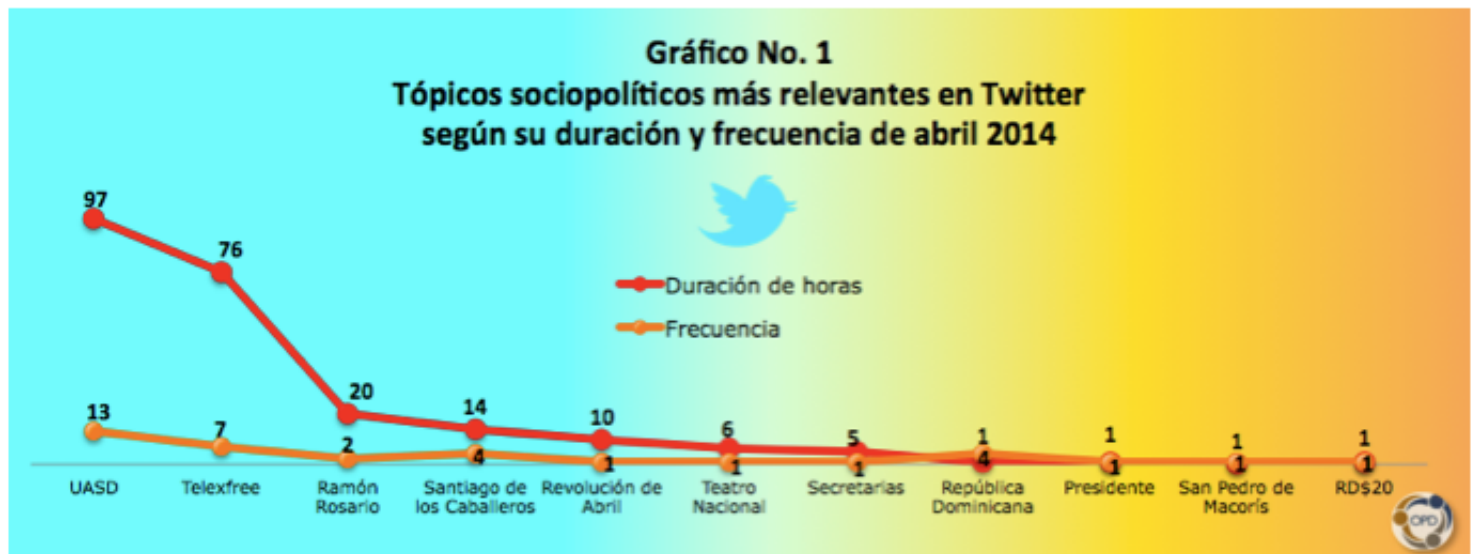 Gráfico No. 1
Tópicos sociopolíticos más relevantes en Twitter
según su duración y frecuencia de abril 2014
Duración de horas
Frecuencia
97
76
20
14
10
6
5
1
1
1
1
13
7
2
4
1
1
1
4
1
1
1
UASD
Telexfree
Ramón
Rosario
Santiago de
los Caballeros
Revolución de
Abril
Teatro
Nacional
Secretarias
República
Dominicana
Presidente
San Pedro de
Macorís
RD$20
OPD